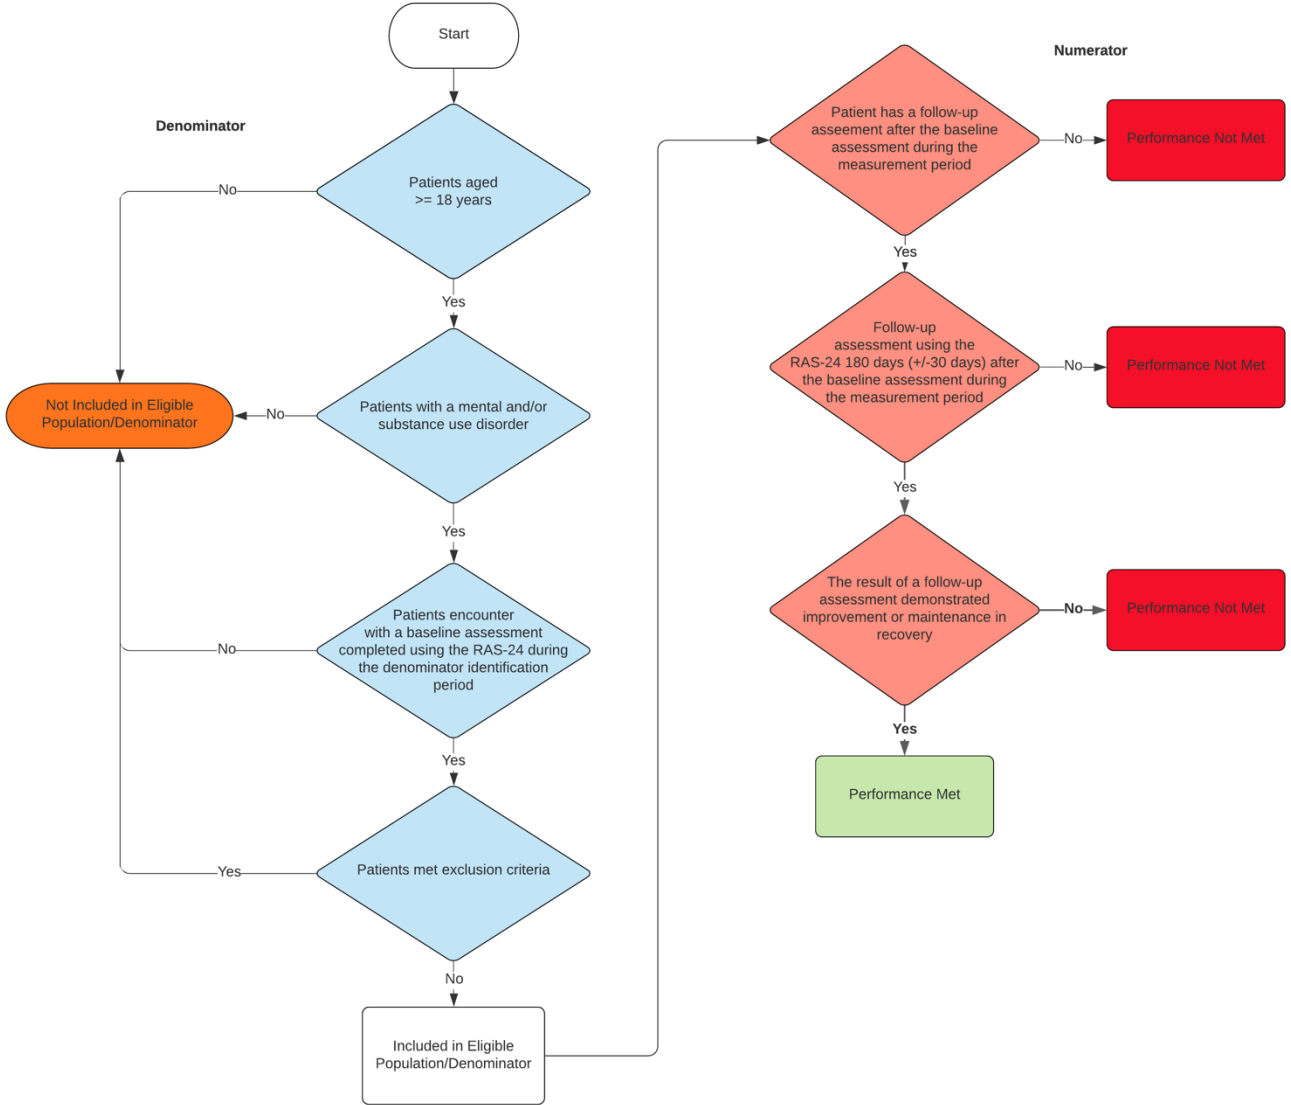 Start
Denominator
Patients aged
>= 18 years
No
Yes
Not Included in Eligible
Population/Denominator
No
Patients with a mental and/or
substance use disorder
Yes
Patients encounter
with a baseline assessment
completed using the RAS-24 during
the denominator identification
period
No
Yes
Patients met exclusion criteria
Yes
No
Included in Eligible
Population/Denominator
Numerator
Patient has a follow-up
asseement after the baseline
assessment during the
measurement period
No
Performance Not Met
Yes
Follow-up
assessment using the
RAS-24 180 days (+/-30 days) after
the baseline assessment during
the measurement period
No
Performance Not Met
Yes
The result of a follow-up
assessment demonstrated
improvement or maintenance in
recovery
No
Performance Not Met
Yes
Performance Met